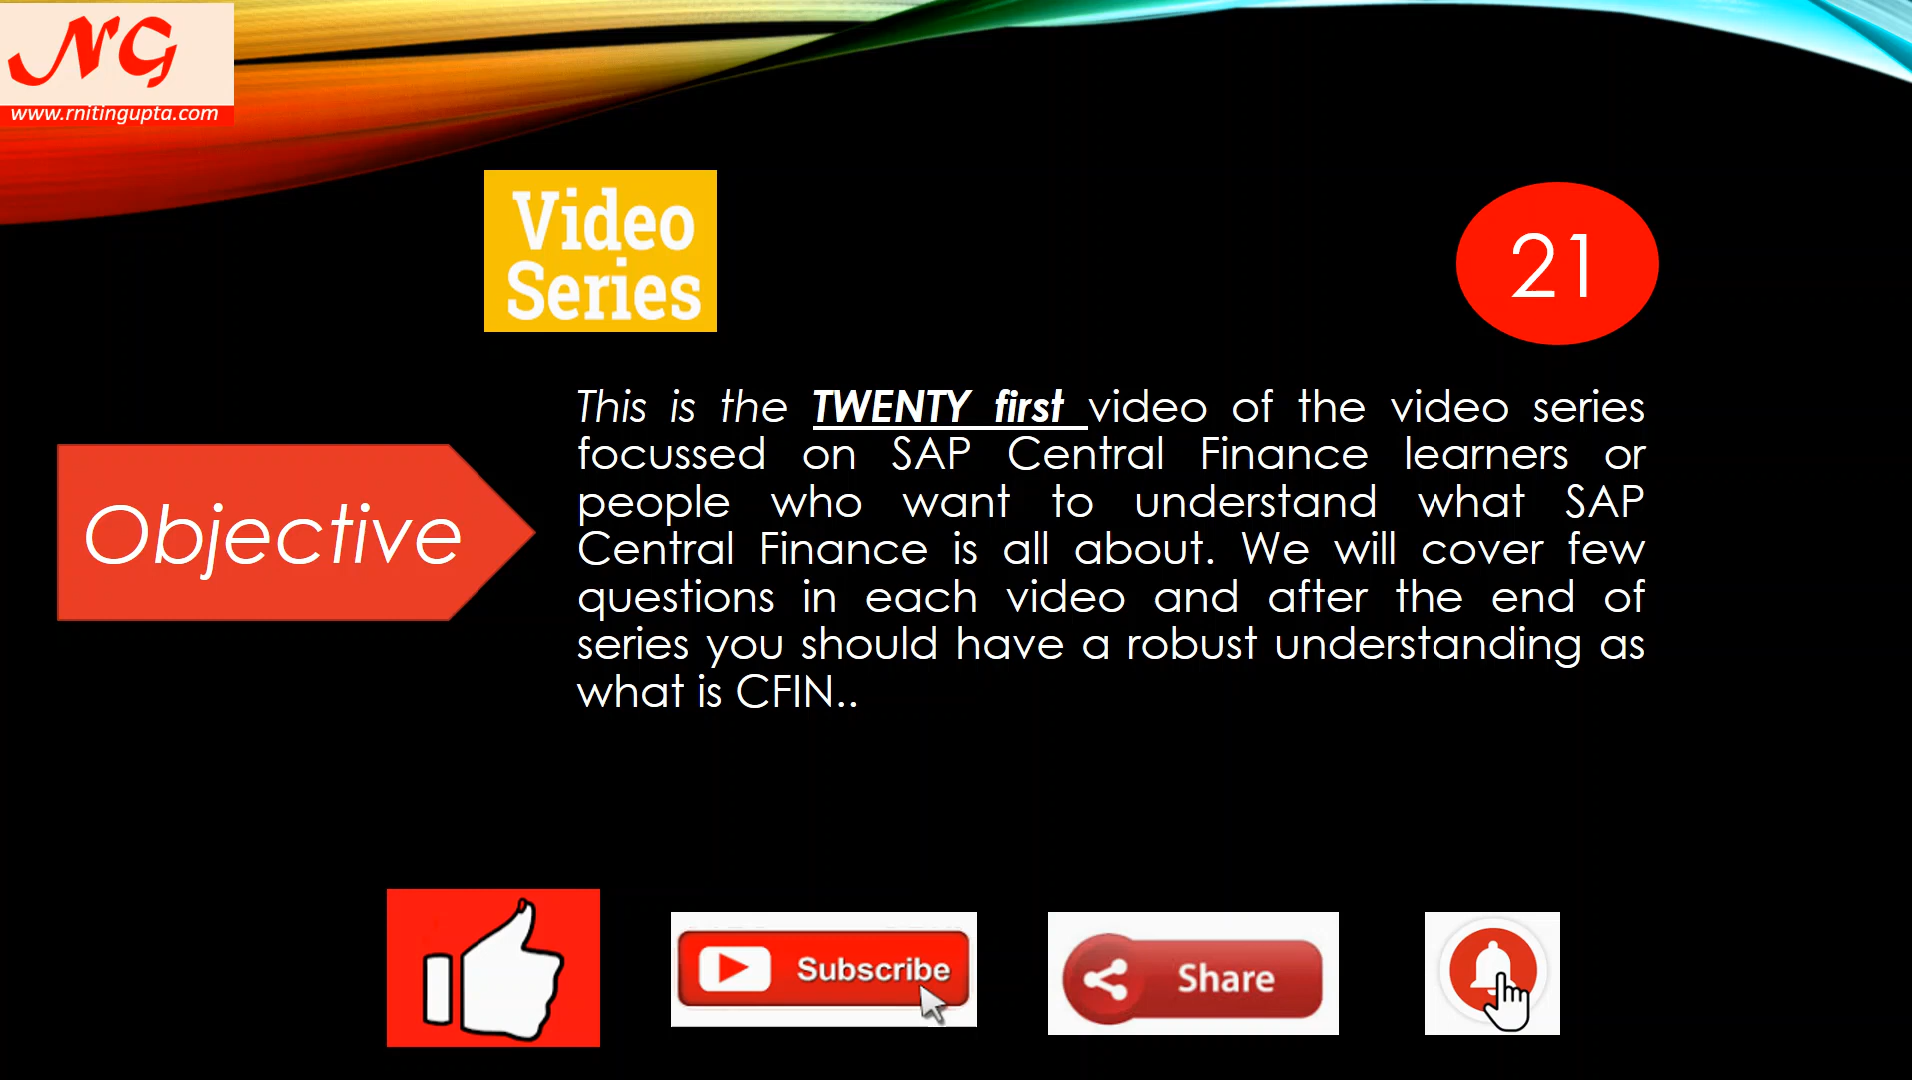 NG
www.rnitingupta.com
Video
Series
21
Objective
This is the TWENTY first video of the video series
focussed on SAP Central Finance learners or
people who want to understand what SAP
Central Finance is all about. We will cover few
questions in each video and after the end of
series you should have a robust understanding as
what is CFIN..
Subscribe
Share